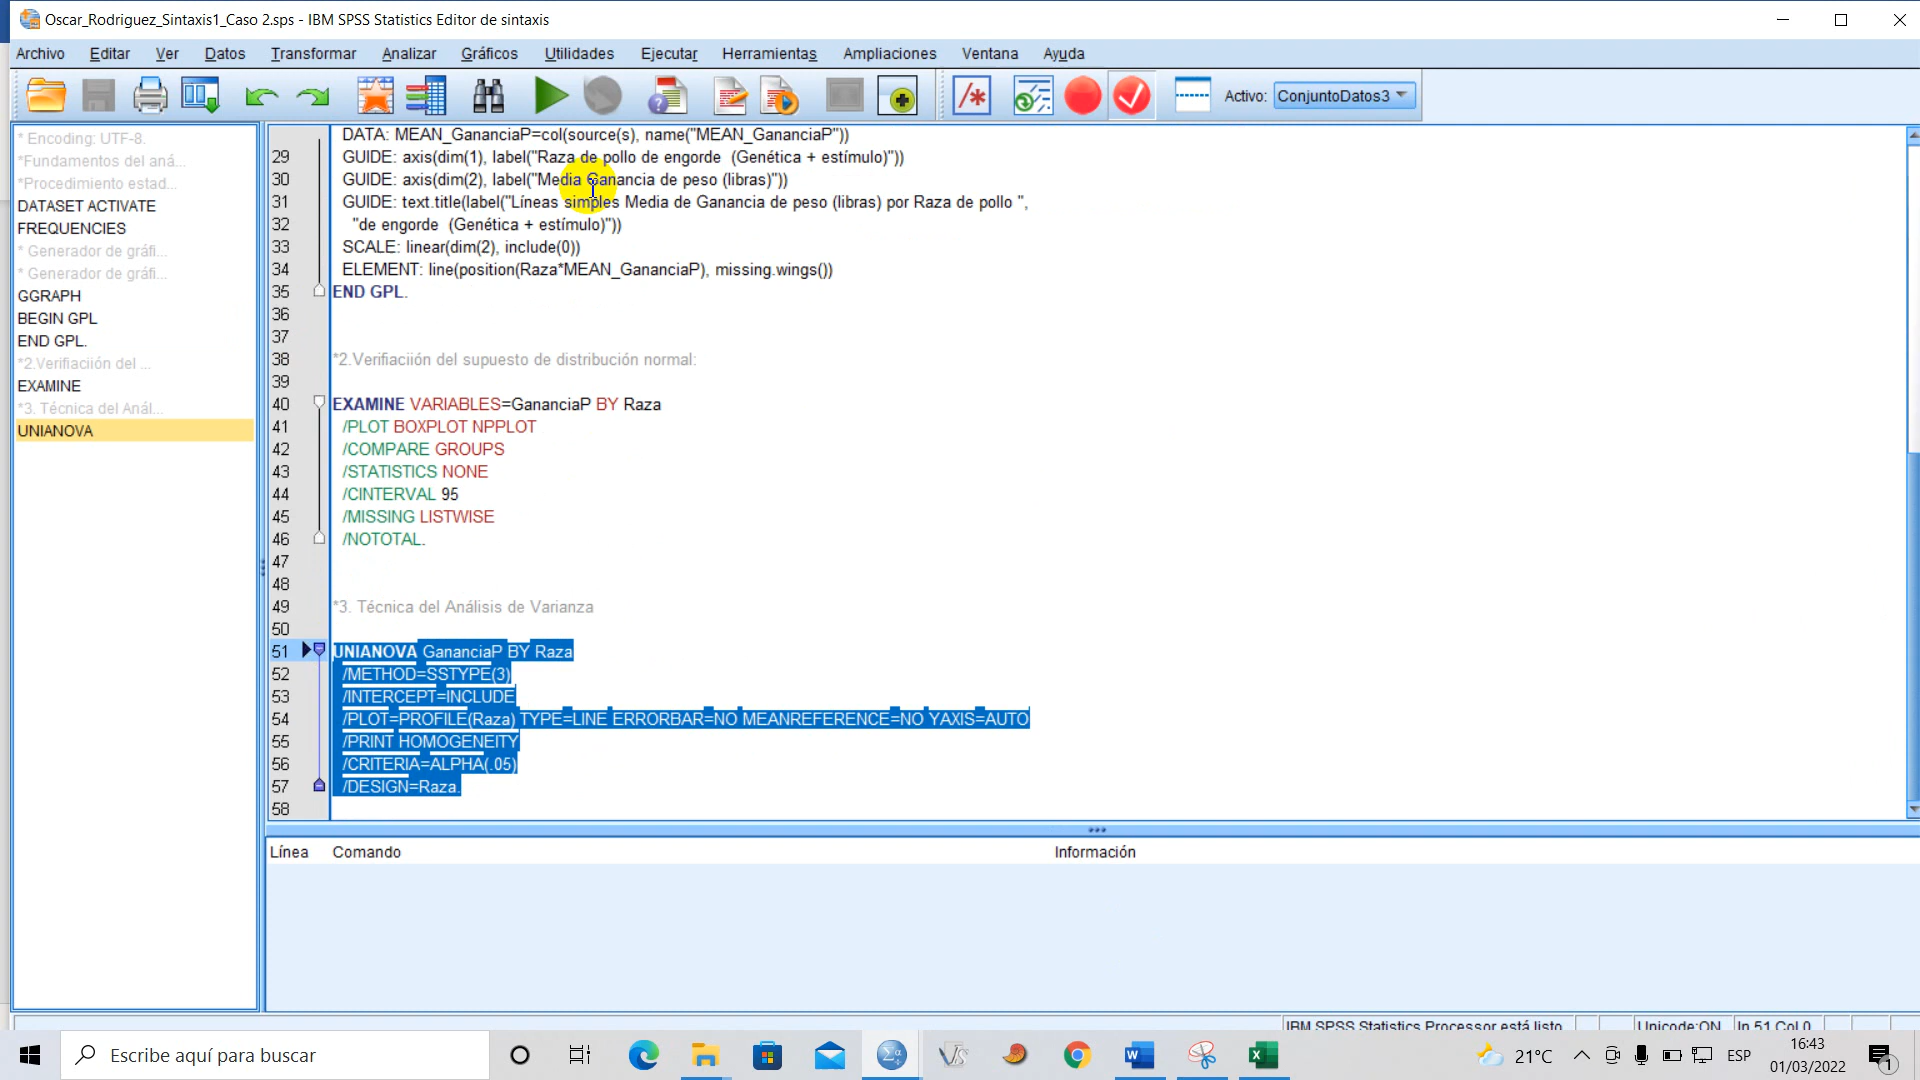 Oscar_Rodriguez_Sintaxis1_Caso 2.sps - IBM SPSS Statistics Editor de sintaxis
Archivo Editar Ver Datos Transformar Analizar Gráficos Utilidades Ejecutar Herramientas Ampliaciones Ventana Ayuda
Activo: ConjuntoDatos3
* Encoding: UTF-8.
*Fundamentos del aná...
*Procedimiento estad...
DATASET ACTIVATE
FREQUENCIES
* Generador de gráfi...
* Generador de gráfi...
GGRAPH
BEGIN GPL
END GPL.
*2.Verifiaciión del ...
EXAMINE
*3. Técnica del Anál...
UNIANOVA
DATA: MEAN_GananciaP=col(source(s), name("MEAN_GananciaP"))
29 GUIDE: axis(dim(1), label("Raza de pollo de engorde  (Genética + estímulo)"))
30 GUIDE: axis(dim(2), label("Media Ganancia de peso (libras)"))
31 GUIDE: text.title(label("Líneas simples Media de Ganancia de peso (libras) por Raza de pollo ",
32 "de engorde  (Genética + estímulo)"))
33 SCALE: linear(dim(2), include(0))
34 ELEMENT: line(position(Raza*MEAN_GananciaP), missing.wings())
35 END GPL.
36
37
38 *2.Verifiaciión del supuesto de distribución normal:
39
40 EXAMINE VARIABLES=GananciaP BY Raza
41 /PLOT BOXPLOT NPPLOT
42 /COMPARE GROUPS
43 /STATISTICS NONE
44 /CINTERVAL 95
45 /MISSING LISTWISE
46 /NOTOTAL.
47
48
49 *3. Técnica del Análisis de Varianza
50
51 UNIANOVA GananciaP BY Raza
52 /METHOD=SSTYPE(3)
53 /INTERCEPT=INCLUDE
54 /PLOT=PROFILE(Raza) TYPE=LINE ERRORBAR=NO MEANREFERENCE=NO YAXIS=AUTO
55 /PRINT HOMOGENEITY
56 /CRITERIA=ALPHA(.05)
57 /DESIGN=Raza.
58
Línea Comando Información
IBM SPSS Statistics Processor está listo Unicode:ON In 51 Col 0
Escribe aquí para buscar
21°C ESP
16:43
01/03/2022
1